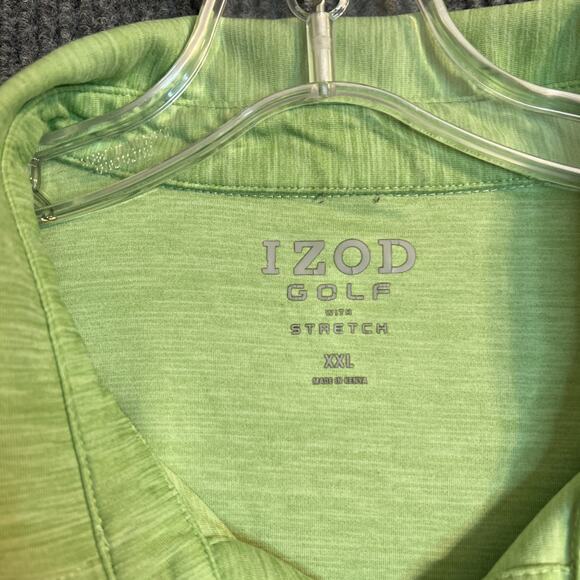 IZOD
GOLF
WITH
STRETCH
XXL
MADE IN KENYA